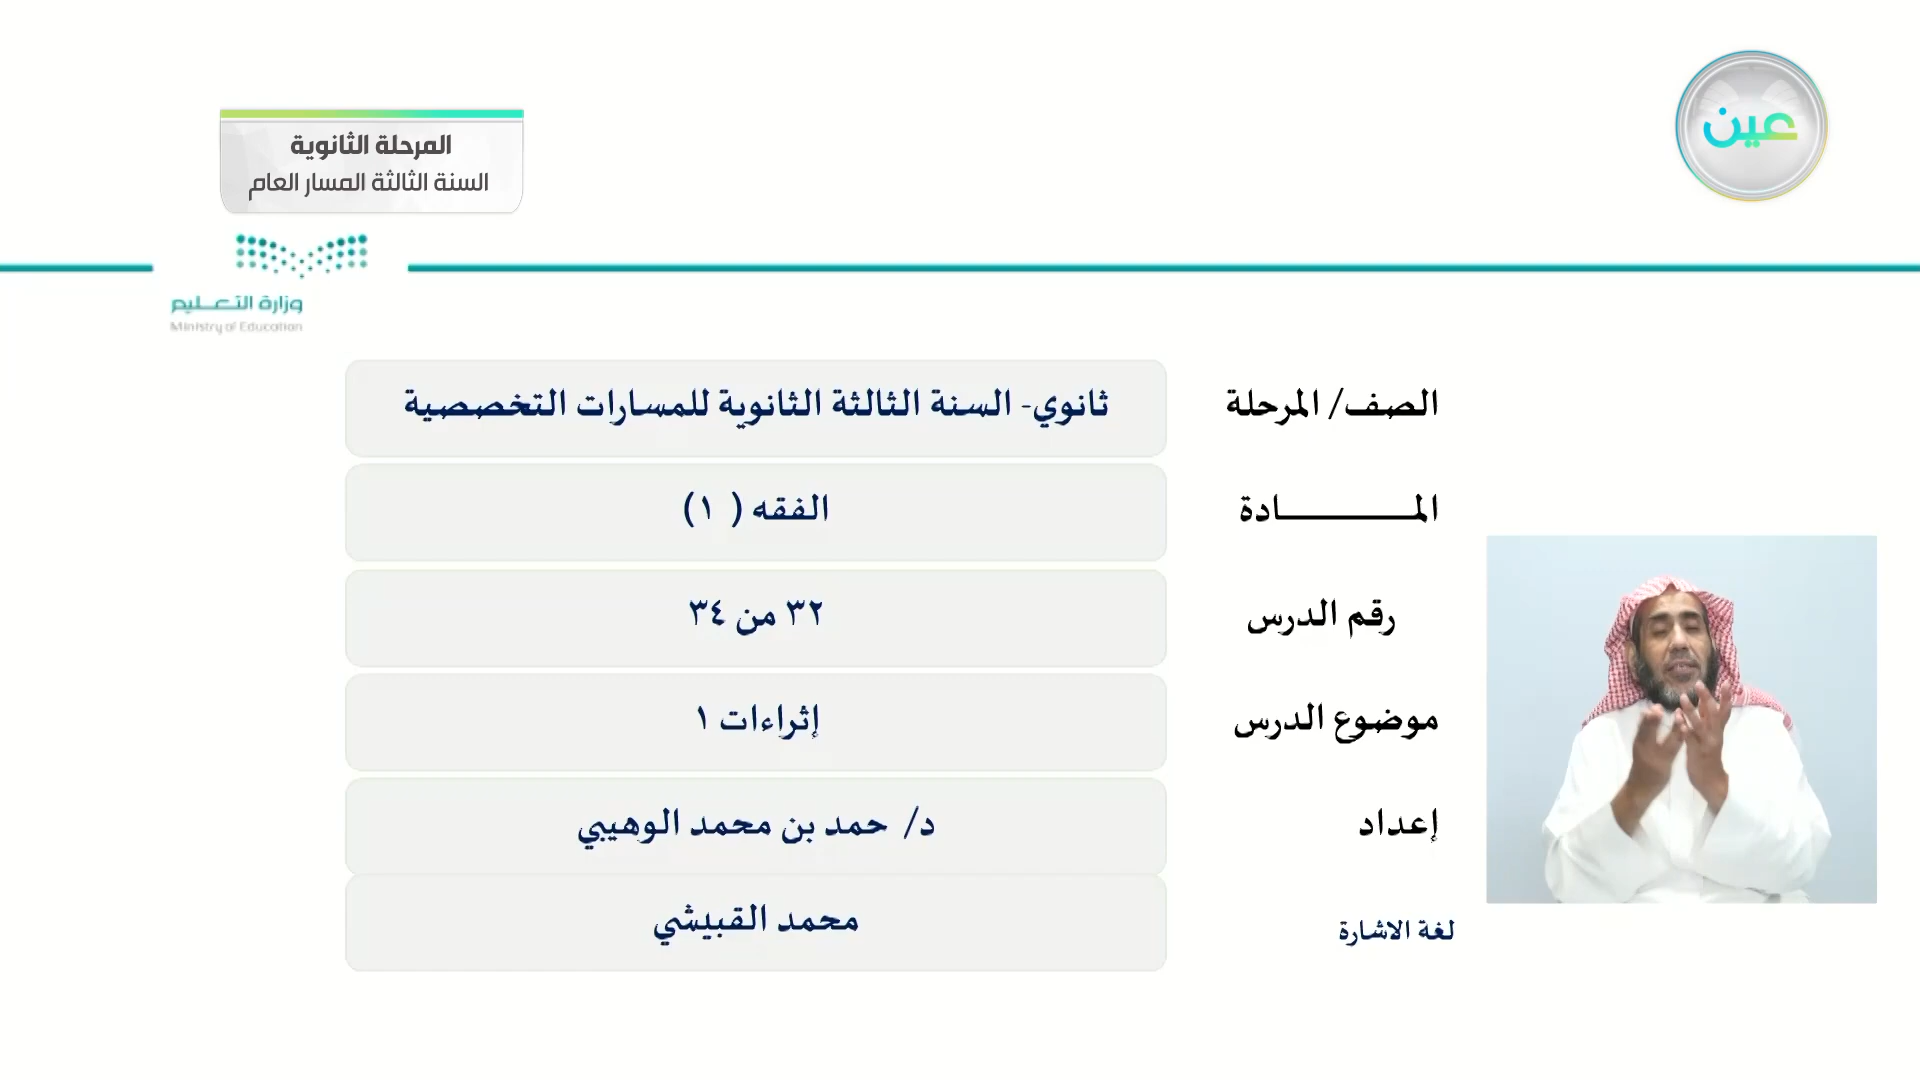 عين
المرحلة الثانوية
السنة الثالثة المسار العام
وزارة التعليم
Ministry of Education
الصف/ المرحلة
ثانوي- السنة الثالثة الثانوية للمسارات التخصصية
المــــــــــادة
الفقه ( ١ )
رقم الدرس
٣٢ من ٣٤
موضوع الدرس
إثراءات ١
إعداد
د/ حمد بن محمد الوهيبي
لغة الاشارة
محمد القبيشي